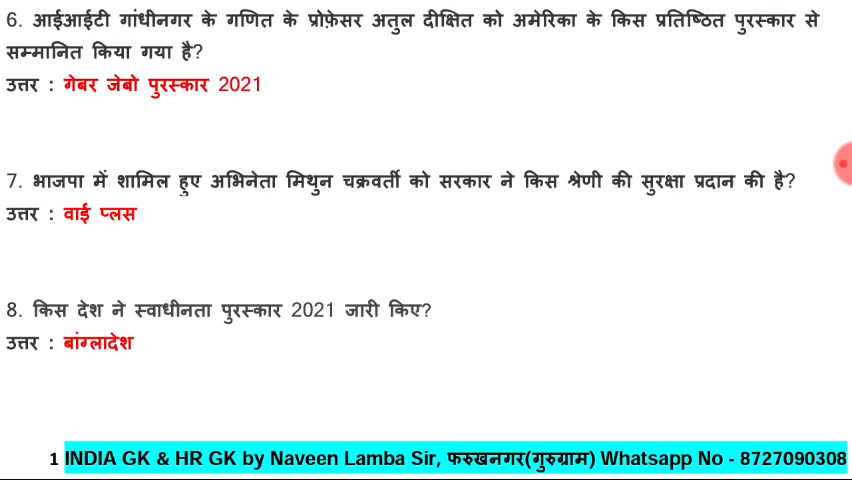 6. आईआईटी गांधीनगर के गणित के प्रोफ़ेसर अतुल दीक्षित को अमेरिका के किस प्रतिष्ठित पुरस्कार से
सम्मानित किया गया है?
उत्तर : गेबर जेबो पुरस्कार 2021
7. भाजपा में शामिल हुए अभिनेता मिथुन चक्रवर्ती को सरकार ने किस श्रेणी की सुरक्षा प्रदान की है?
उत्तर : वाई प्लस
8. किस देश ने स्वाधीनता पुरस्कार 2021 जारी किए?
उत्तर : बांग्लादेश
1 INDIA GK & HR GK by Naveen Lamba Sir, फरुखनगर(गुरुग्राम) Whatsapp No - 8727090308